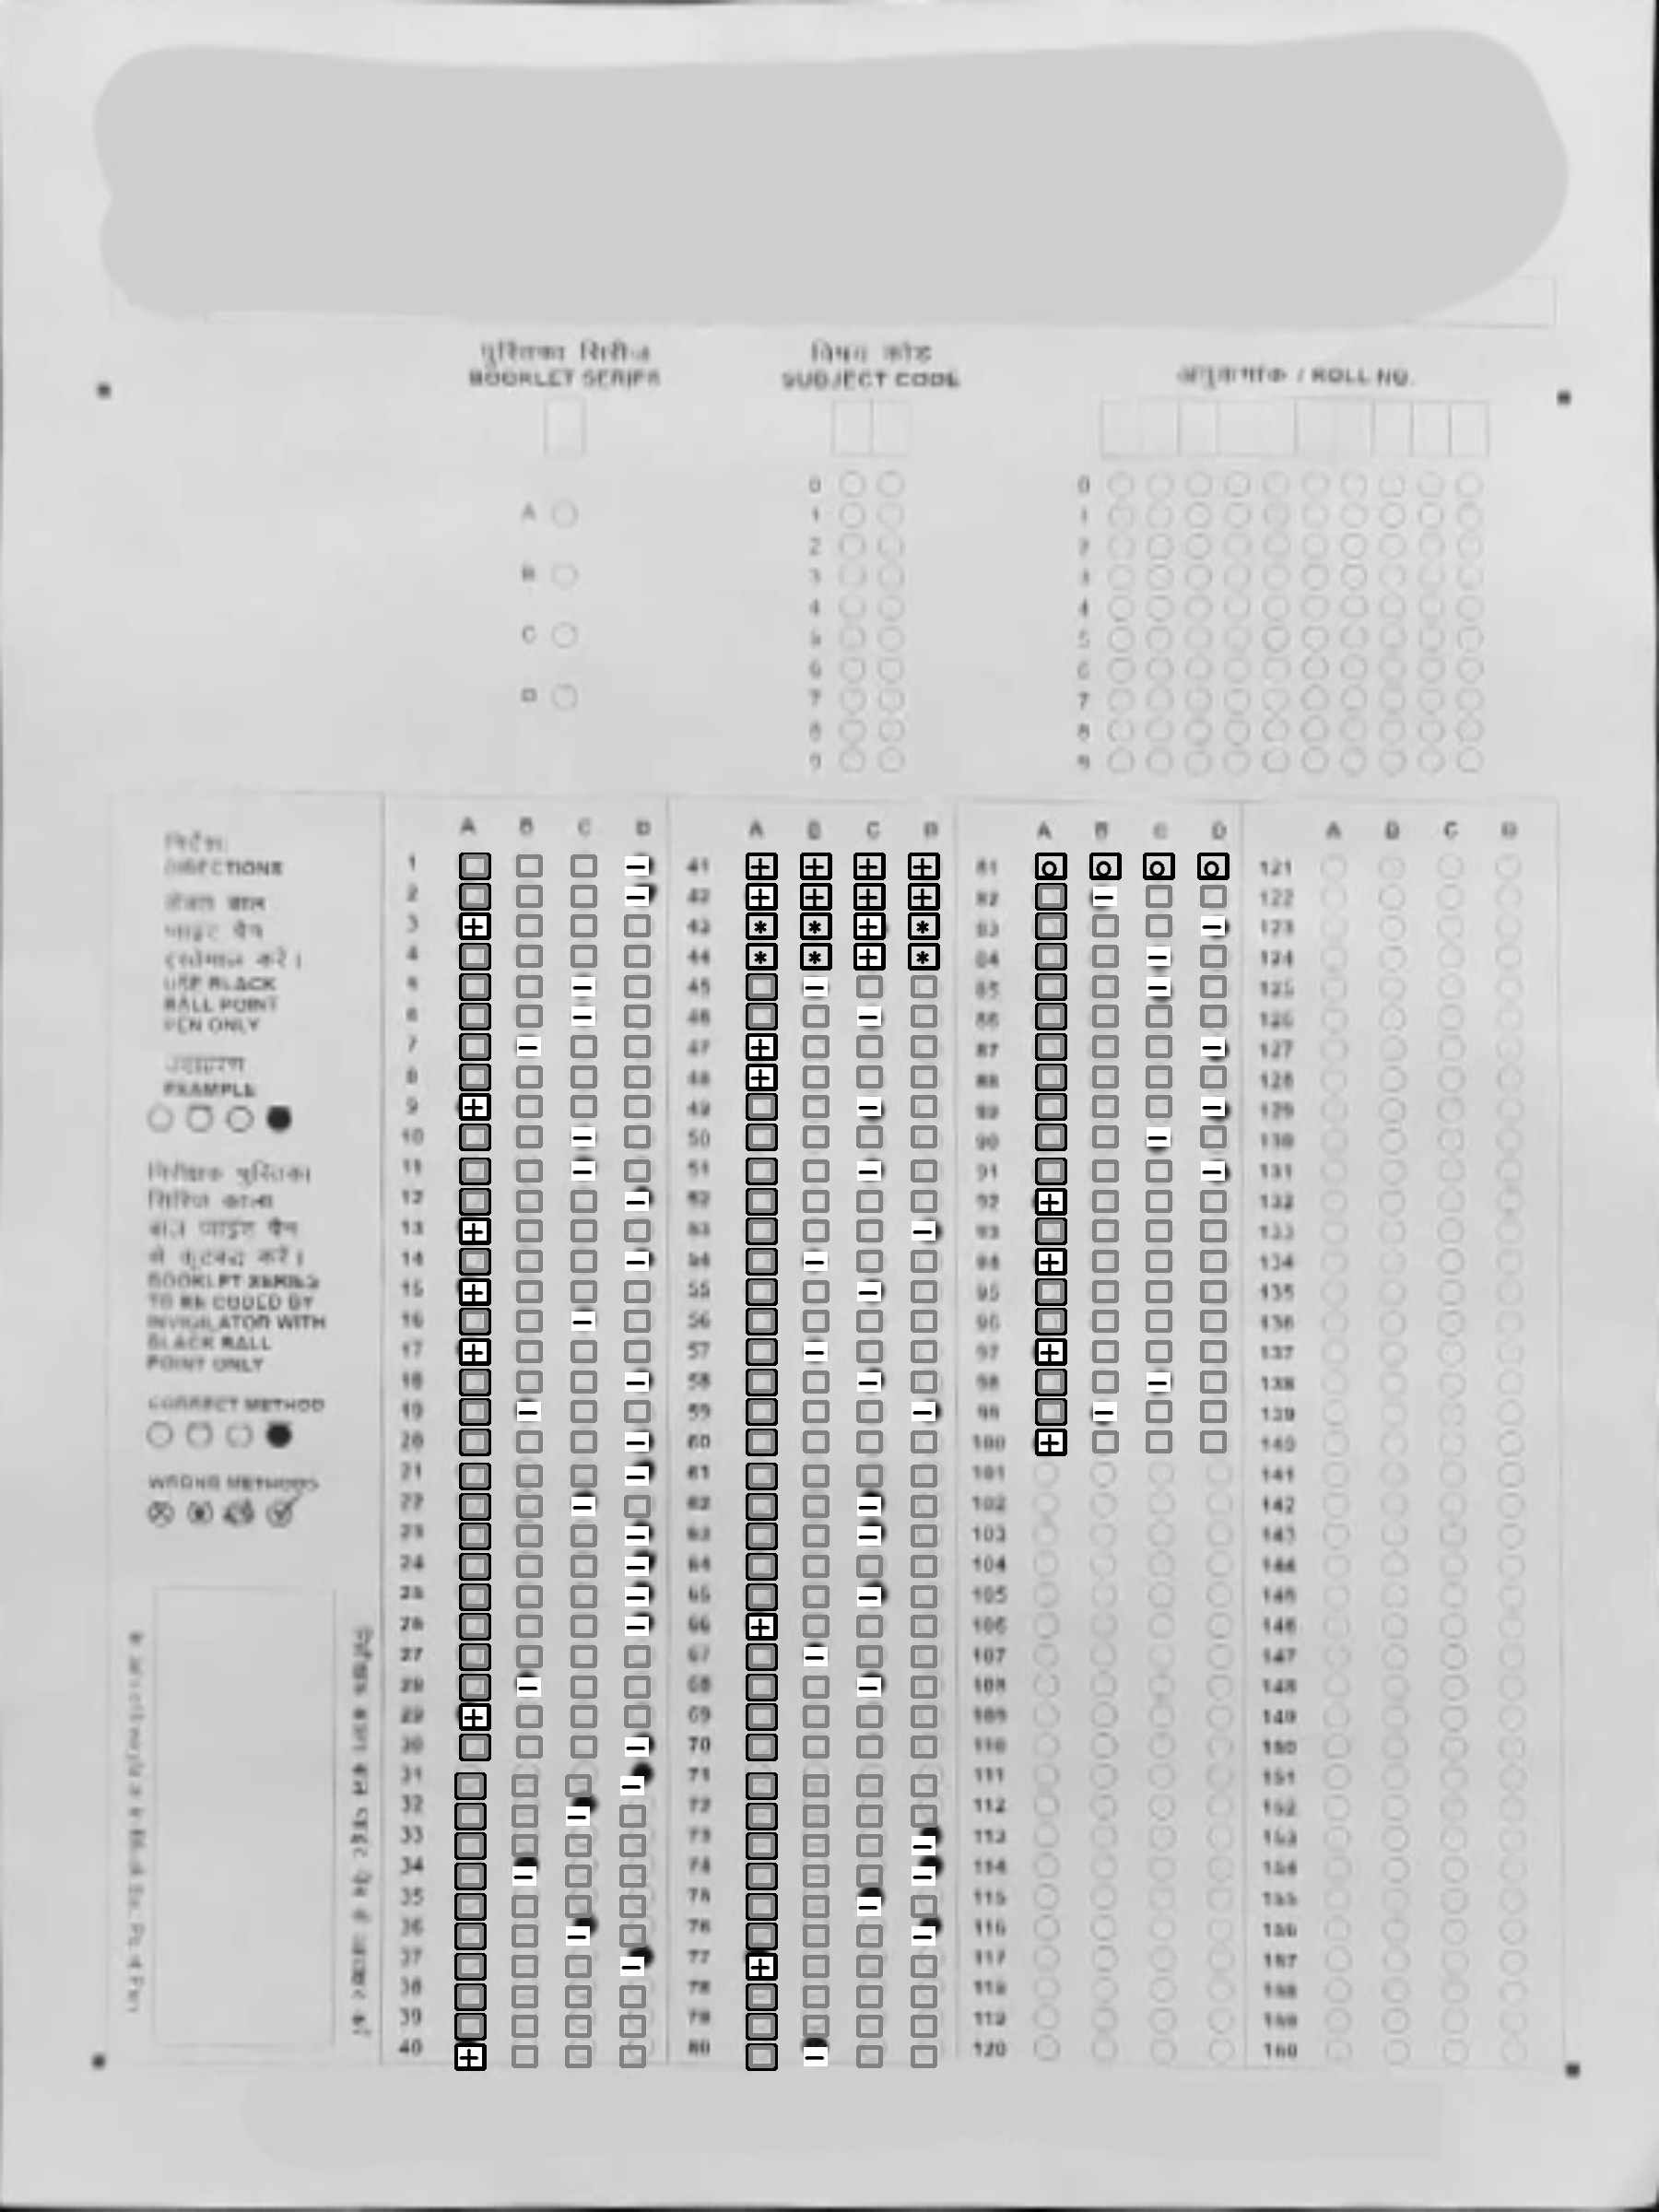 पुस्तिका सिरीज
BOOKLET SERIES
विषय कोड
SUBJECT CODE
अनुक्रमांक / ROLL NO.
0 0
A 1 1
2 2
B 3 3
4 4
C 5 5
6 6
D 7 7
8 8
9 9
निर्देश:
DIRECTIONS
केवल बाल
प्वाइंट पैन
इस्तेमाल करें।
USE BLACK
BALL POINT
PEN ONLY
उदाहरण
EXAMPLE
निरीक्षक पुस्तिका
सिरिज काला
बाल प्वाइंट पैन
से कूटबद्ध करें।
BOOKLET SERIES
TO BE CODED BY
INVIGILATOR WITH
BLACK BALL
POINT ONLY
CORRECT METHOD
WRONG METHODS
A B C D A B C D A B C D A B C D
1 41 81 121
2 42 82 122
3 43 83 123
4 44 84 124
5 45 85 125
6 46 86 126
7 47 87 127
8 48 88 128
9 49 89 129
10 50 90 130
11 51 91 131
12 52 92 132
13 53 93 133
14 54 94 134
15 55 95 135
16 56 96 136
17 57 97 137
18 58 98 138
19 59 99 139
20 60 100 140
21 61 101 141
22 62 102 142
23 63 103 143
24 64 104 144
25 65 105 145
26 66 106 146
27 67 107 147
28 68 108 148
29 69 109 149
30 70 110 150
31 71 111 151
32 72 112 152
33 73 113 153
34 74 114 154
35 75 115 155
36 76 116 156
37 77 117 157
38 78 118 158
39 79 119 159
40 80 120 160